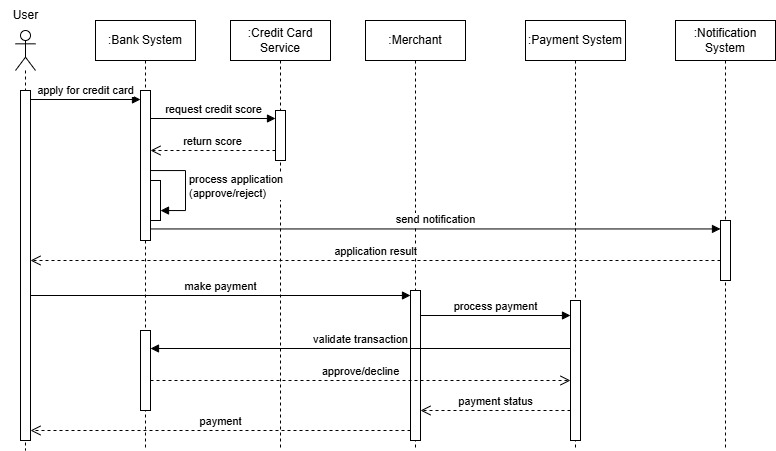 User
:Bank System
:Credit Card
Service
:Merchant
:Payment System
:Notification
System
apply for credit card
request credit score
return score
process application
(approve/reject)
send notification
application result
make payment
process payment
validate transaction
approve/decline
payment status
payment